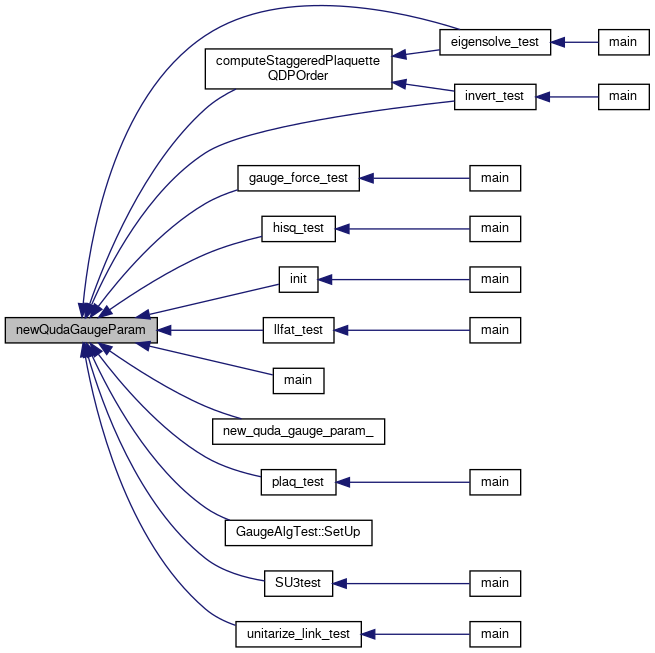 eigensolve_test
main
computeStaggeredPlaquette
QDPOrder
invert_test
main
gauge_force_test
main
hisq_test
main
init
main
newQudaGaugeParam
llfat_test
main
main
new_quda_gauge_param_
plaq_test
main
GaugeAlgTest::SetUp
SU3test
main
unitarize_link_test
main